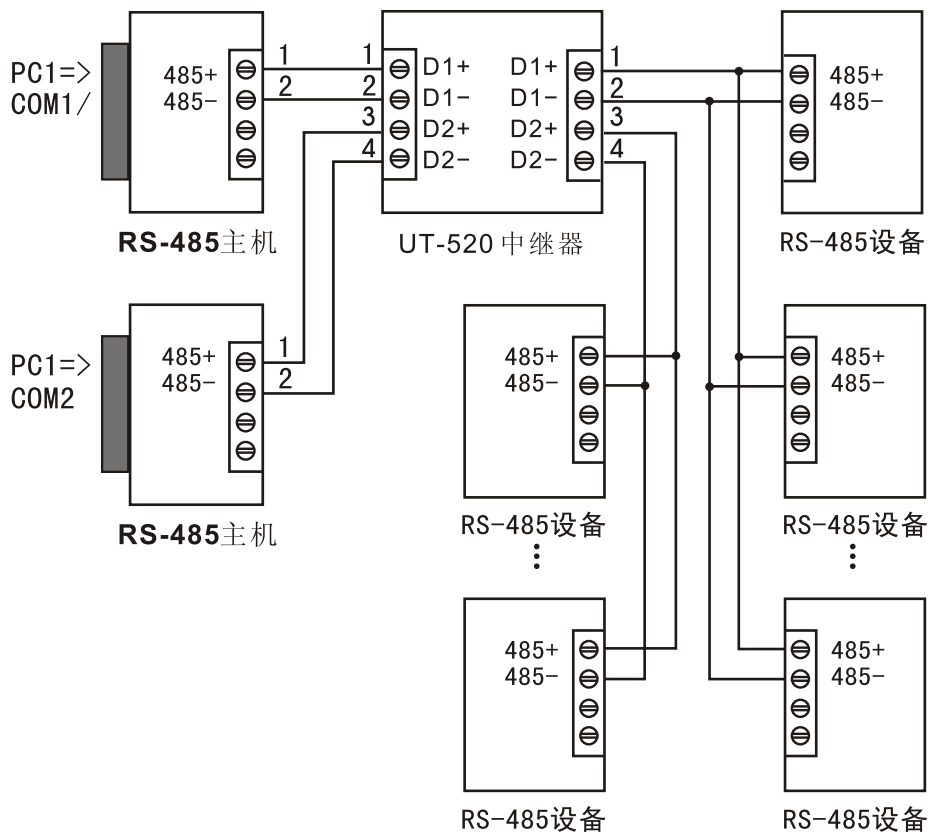 PC1=>
COM1/
485+
485-
1
2
RS-485主机
1
2
3
4
D1+
D1-
D2+
D2-
D1+
D1-
D2+
D2-
1
2
3
4
UT-520 中继器
485+
485-
RS-485设备
PC1=>
COM2
485+
485-
1
2
RS-485主机
485+
485-
RS-485设备
485+
485-
RS-485设备
485+
485-
RS-485设备
485+
485-
RS-485设备